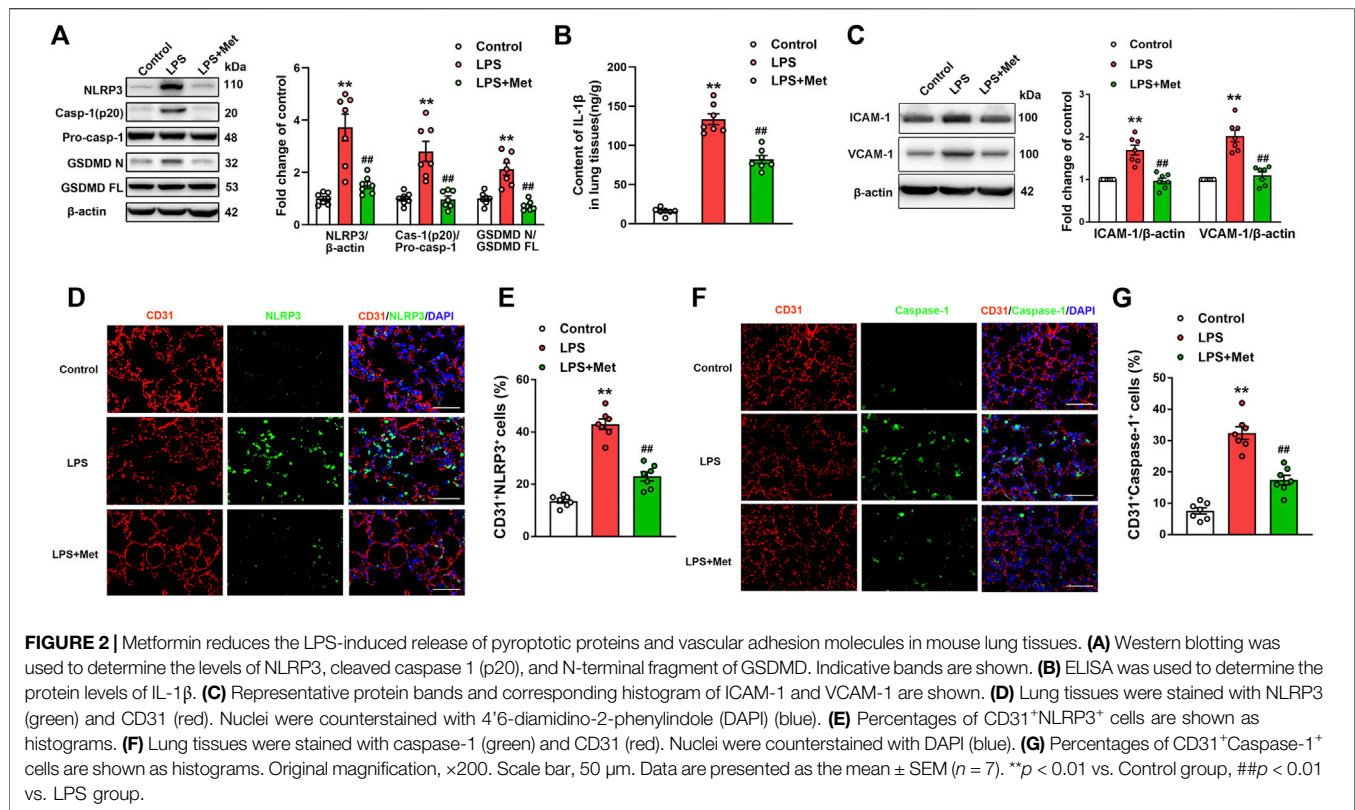 A
Control
LPS
LPS+Met
kDa
NLRP3
110
Casp-1(p20)
20
Pro-casp-1
48
GSDMD N
32
GSDMD FL
53
β-actin
42
Control
LPS
LPS+Met
Fold change of control
6
4
2
0
**
##
**
##
**
##
NLRP3/
β-actin
Cas-1(p20)/
Pro-casp-1
GSDMD N/
GSDMD FL
B
Control
LPS
LPS+Met
Content of IL-1β
in lung tissues(ng/g)
200
150
100
50
0
**
##
C
Control
LPS
LPS+Met
kDa
ICAM-1
100
VCAM-1
100
β-actin
42
Control
LPS
LPS+Met
Fold change of control
4
3
2
1
0
**
##
**
##
ICAM-1/β-actin
VCAM-1/β-actin
D
CD31
NLRP3
CD31/NLRP3/DAPI
Control
LPS
LPS+Met
E
Control
LPS
LPS+Met
CD31⁺NLRP3⁺ cells (%)
60
40
20
0
**
##
F
CD31
Caspase-1
CD31/Caspase-1/DAPI
Control
LPS
LPS+Met
G
Control
LPS
LPS+Met
CD31⁺Caspase-1⁺ cells (%)
50
40
30
20
10
0
**
##
FIGURE 2 | Metformin reduces the LPS-induced release of pyroptotic proteins and vascular adhesion molecules in mouse lung tissues. (A) Western blotting was
used to determine the levels of NLRP3, cleaved caspase 1 (p20), and N-terminal fragment of GSDMD. Indicative bands are shown. (B) ELISA was used to determine the
protein levels of IL-1β. (C) Representative protein bands and corresponding histogram of ICAM-1 and VCAM-1 are shown. (D) Lung tissues were stained with NLRP3
(green) and CD31 (red). Nuclei were counterstained with 4'6-diamidino-2-phenylindole (DAPI) (blue). (E) Percentages of CD31⁺NLRP3⁺ cells are shown as
histograms. (F) Lung tissues were stained with caspase-1 (green) and CD31 (red). Nuclei were counterstained with DAPI (blue). (G) Percentages of CD31⁺Caspase-1⁺
cells are shown as histograms. Original magnification, ×200. Scale bar, 50 μm. Data are presented as the mean ± SEM (n = 7). **p < 0.01 vs. Control group, ##p < 0.01
vs. LPS group.